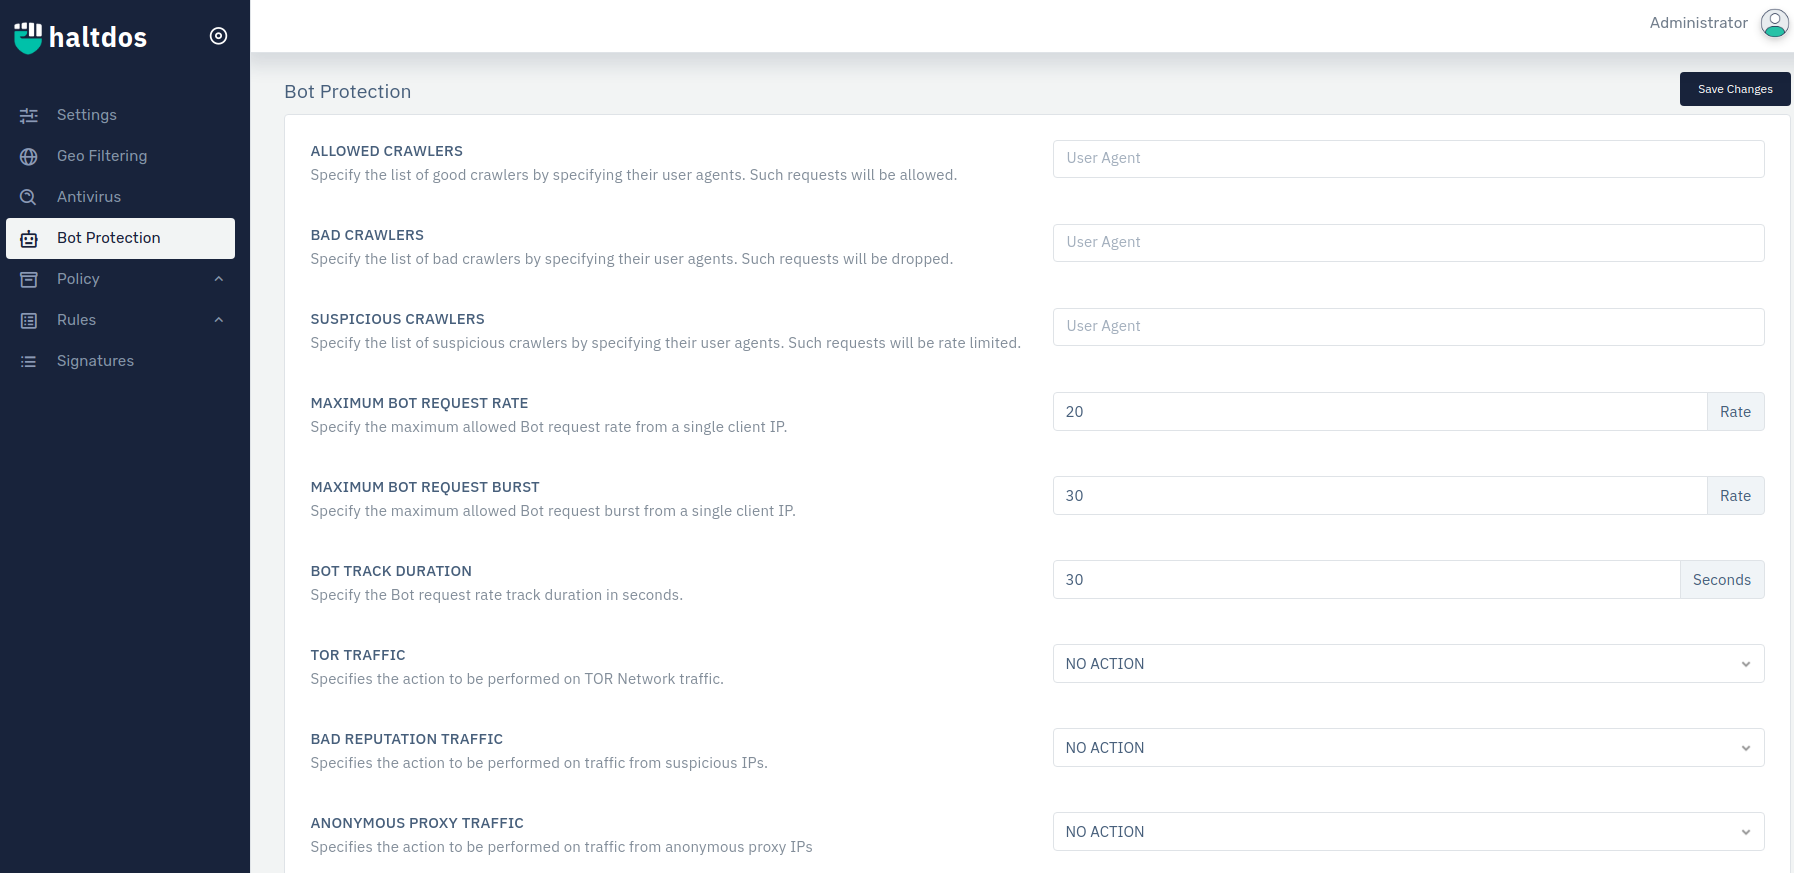 haltdos
Administrator
Settings
Geo Filtering
Antivirus
Bot Protection
Policy
Rules
Signatures
Bot Protection
Save Changes
ALLOWED CRAWLERS
Specify the list of good crawlers by specifying their user agents. Such requests will be allowed.
User Agent
BAD CRAWLERS
Specify the list of bad crawlers by specifying their user agents. Such requests will be dropped.
User Agent
SUSPICIOUS CRAWLERS
Specify the list of suspicious crawlers by specifying their user agents. Such requests will be rate limited.
User Agent
MAXIMUM BOT REQUEST RATE
Specify the maximum allowed Bot request rate from a single client IP.
20 Rate
MAXIMUM BOT REQUEST BURST
Specify the maximum allowed Bot request burst from a single client IP.
30 Rate
BOT TRACK DURATION
Specify the Bot request rate track duration in seconds.
30 Seconds
TOR TRAFFIC
Specifies the action to be performed on TOR Network traffic.
NO ACTION
BAD REPUTATION TRAFFIC
Specifies the action to be performed on traffic from suspicious IPs.
NO ACTION
ANONYMOUS PROXY TRAFFIC
Specifies the action to be performed on traffic from anonymous proxy IPs
NO ACTION